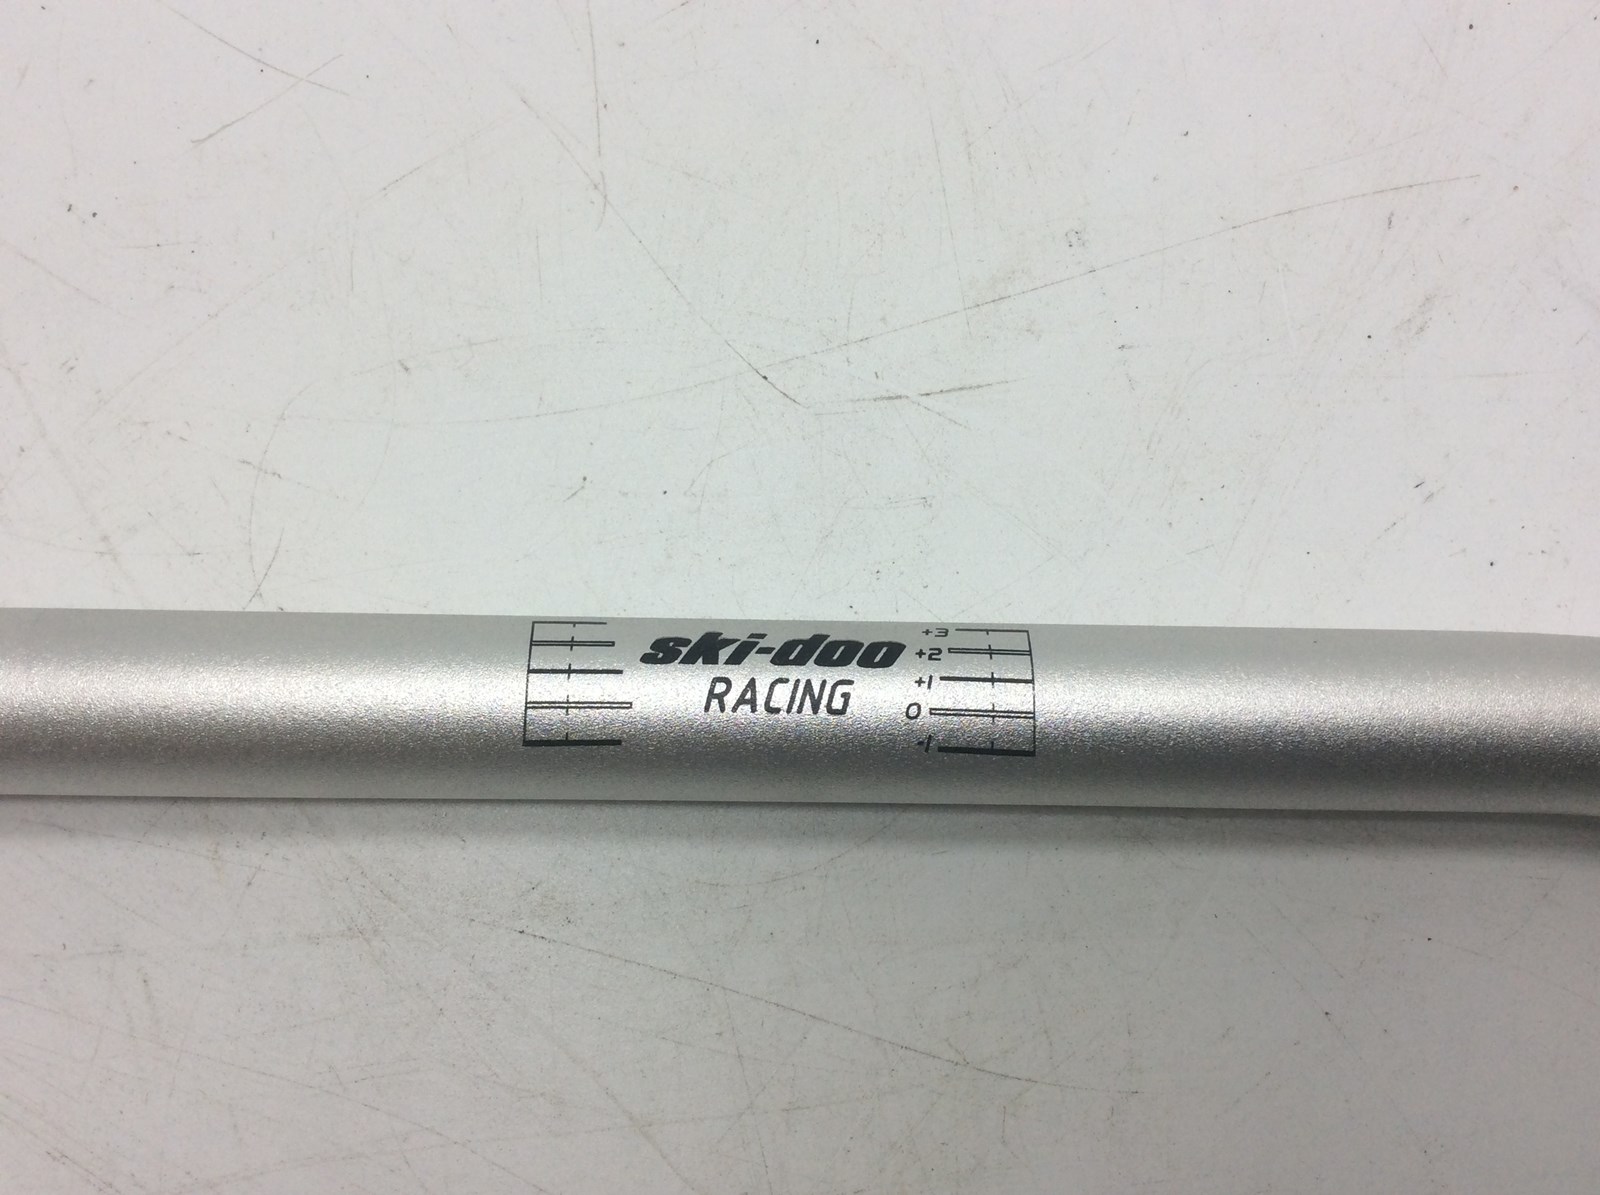 ski-doo
RACING
+3
+2
+1
0
-1